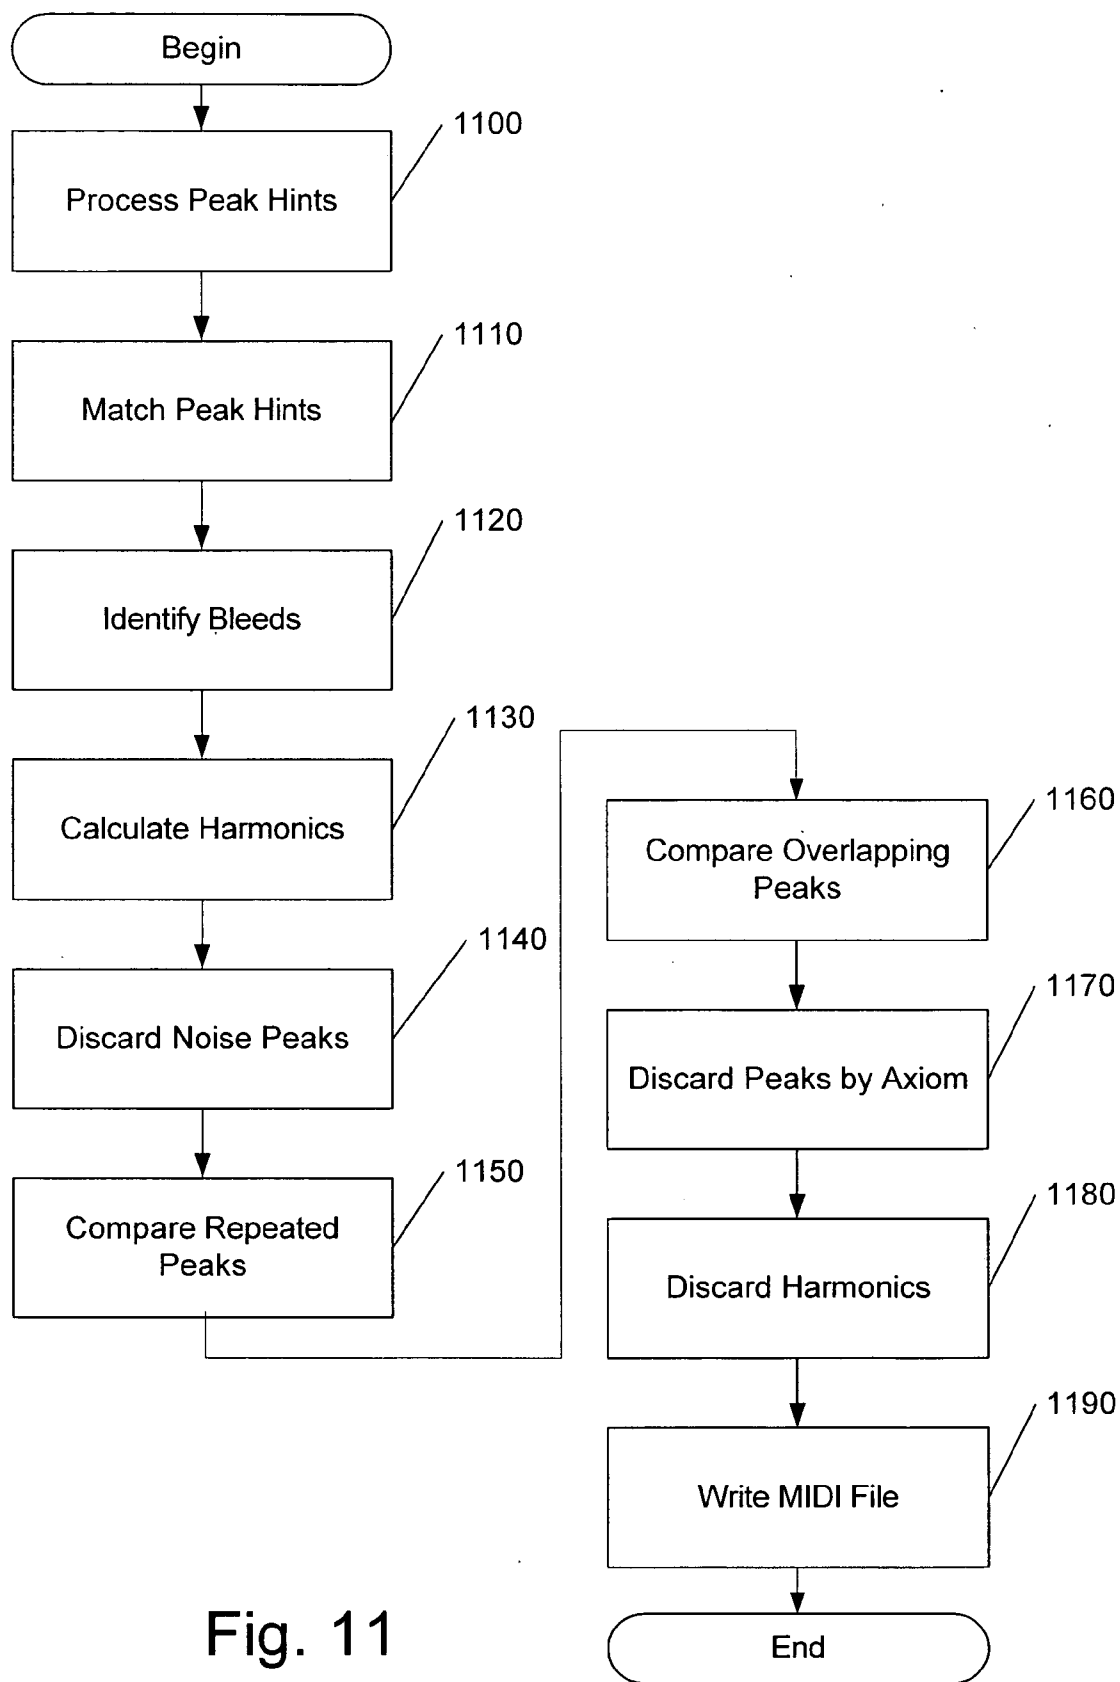 Begin
1100
Process Peak Hints
1110
Match Peak Hints
1120
Identify Bleeds
1130
Calculate Harmonics
1140
Discard Noise Peaks
1150
Compare Repeated
Peaks
1160
Compare Overlapping
Peaks
1170
Discard Peaks by Axiom
1180
Discard Harmonics
1190
Write MIDI File
End
Fig. 11